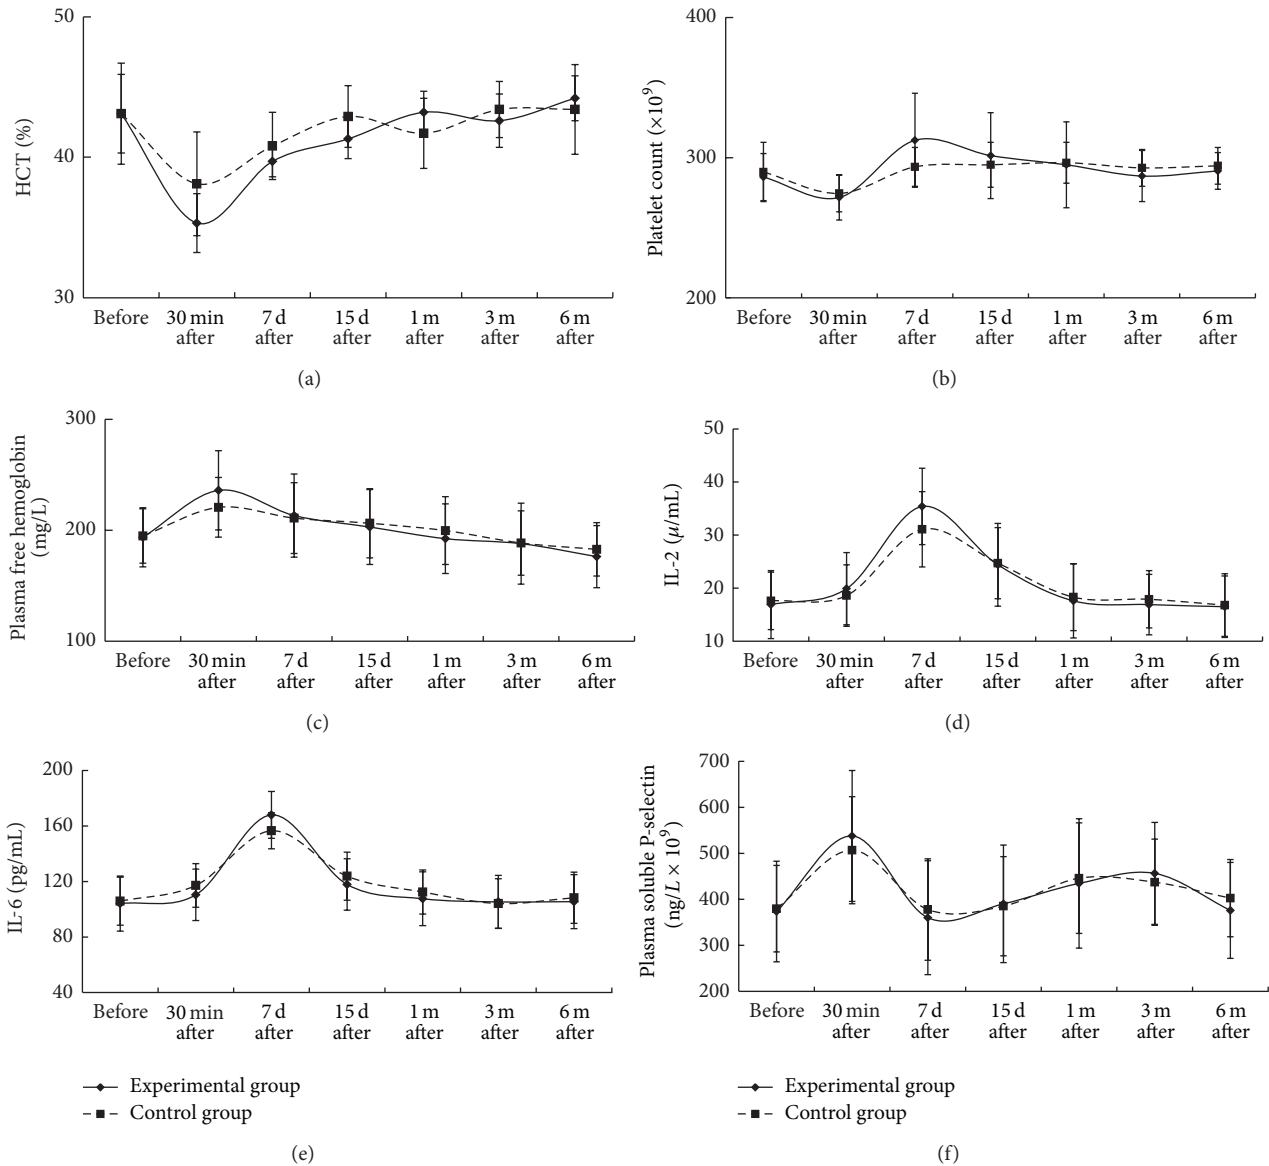 HCT (%)
50
40
30
Before 30 min 7 d 15 d 1 m 3 m 6 m
after after after after after after
(a)
Platelet count (×10⁹)
400
300
200
Before 30 min 7 d 15 d 1 m 3 m 6 m
after after after after after after
(b)
Plasma free hemoglobin
(mg/L)
300
200
100
Before 30 min 7 d 15 d 1 m 3 m 6 m
after after after after after after
(c)
IL-2 (μ/mL)
50
40
30
20
10
Before 30 min 7 d 15 d 1 m 3 m 6 m
after after after after after after
(d)
IL-6 (pg/mL)
200
160
120
80
40
Before 30 min 7 d 15 d 1 m 3 m 6 m
after after after after after after
Experimental group
Control group
(e)
Plasma soluble P-selectin
(ng/L × 10⁹)
700
600
500
400
300
200
Before 30 min 7 d 15 d 1 m 3 m 6 m
after after after after after after
Experimental group
Control group
(f)